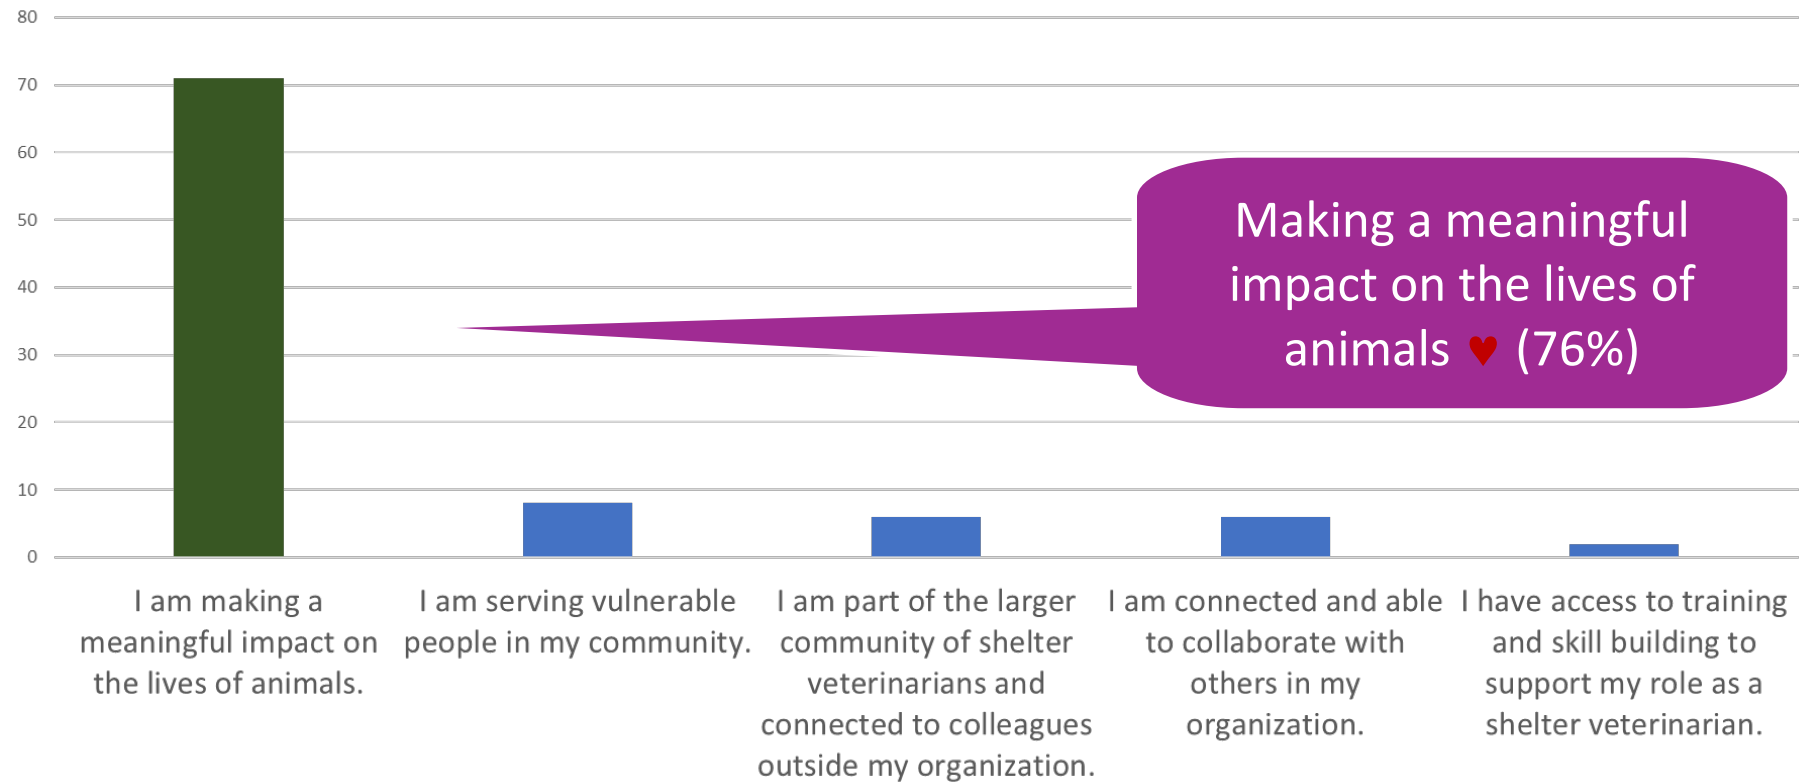 80
70
60
50
40
30
20
10
0
Making a meaningful
impact on the lives of
animals ♥ (76%)
I am making a
meaningful impact on
the lives of animals.
I am serving vulnerable
people in my community.
I am part of the larger
community of shelter
veterinarians and
connected to colleagues
outside my organization.
I am connected and able
to collaborate with
others in my
organization.
I have access to training
and skill building to
support my role as a
shelter veterinarian.